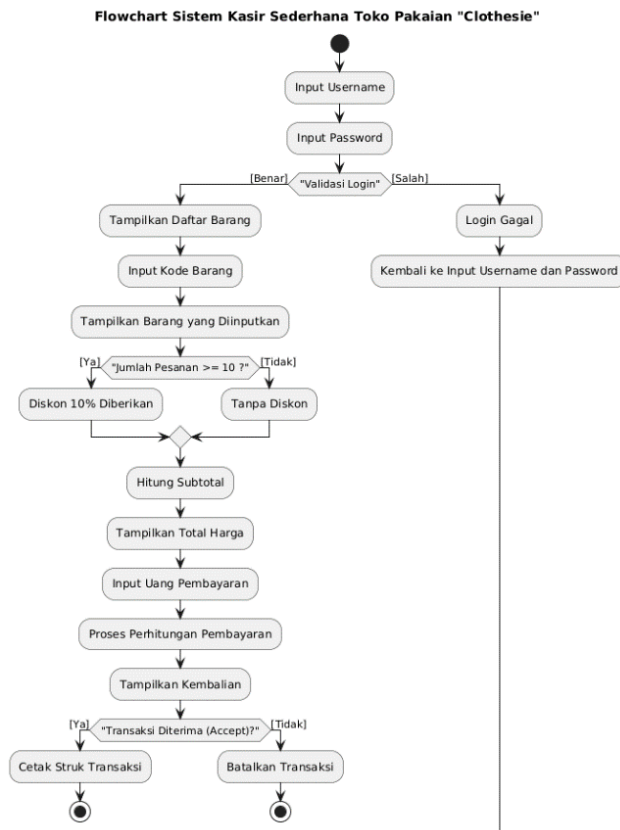 Flowchart Sistem Kasir Sederhana Toko Pakaian "Clothesie"
Input Username
Input Password
[Benar] "Validasi Login" [Salah]
Tampilkan Daftar Barang
Login Gagal
Input Kode Barang
Kembali ke Input Username dan Password
Tampilkan Barang yang Diinputkan
[Ya] "Jumlah Pesanan >= 10 ?" [Tidak]
Diskon 10% Diberikan
Tanpa Diskon
Hitung Subtotal
Tampilkan Total Harga
Input Uang Pembayaran
Proses Perhitungan Pembayaran
Tampilkan Kembalian
[Ya] "Transaksi Diterima (Accept)?" [Tidak]
Cetak Struk Transaksi
Batalkan Transaksi